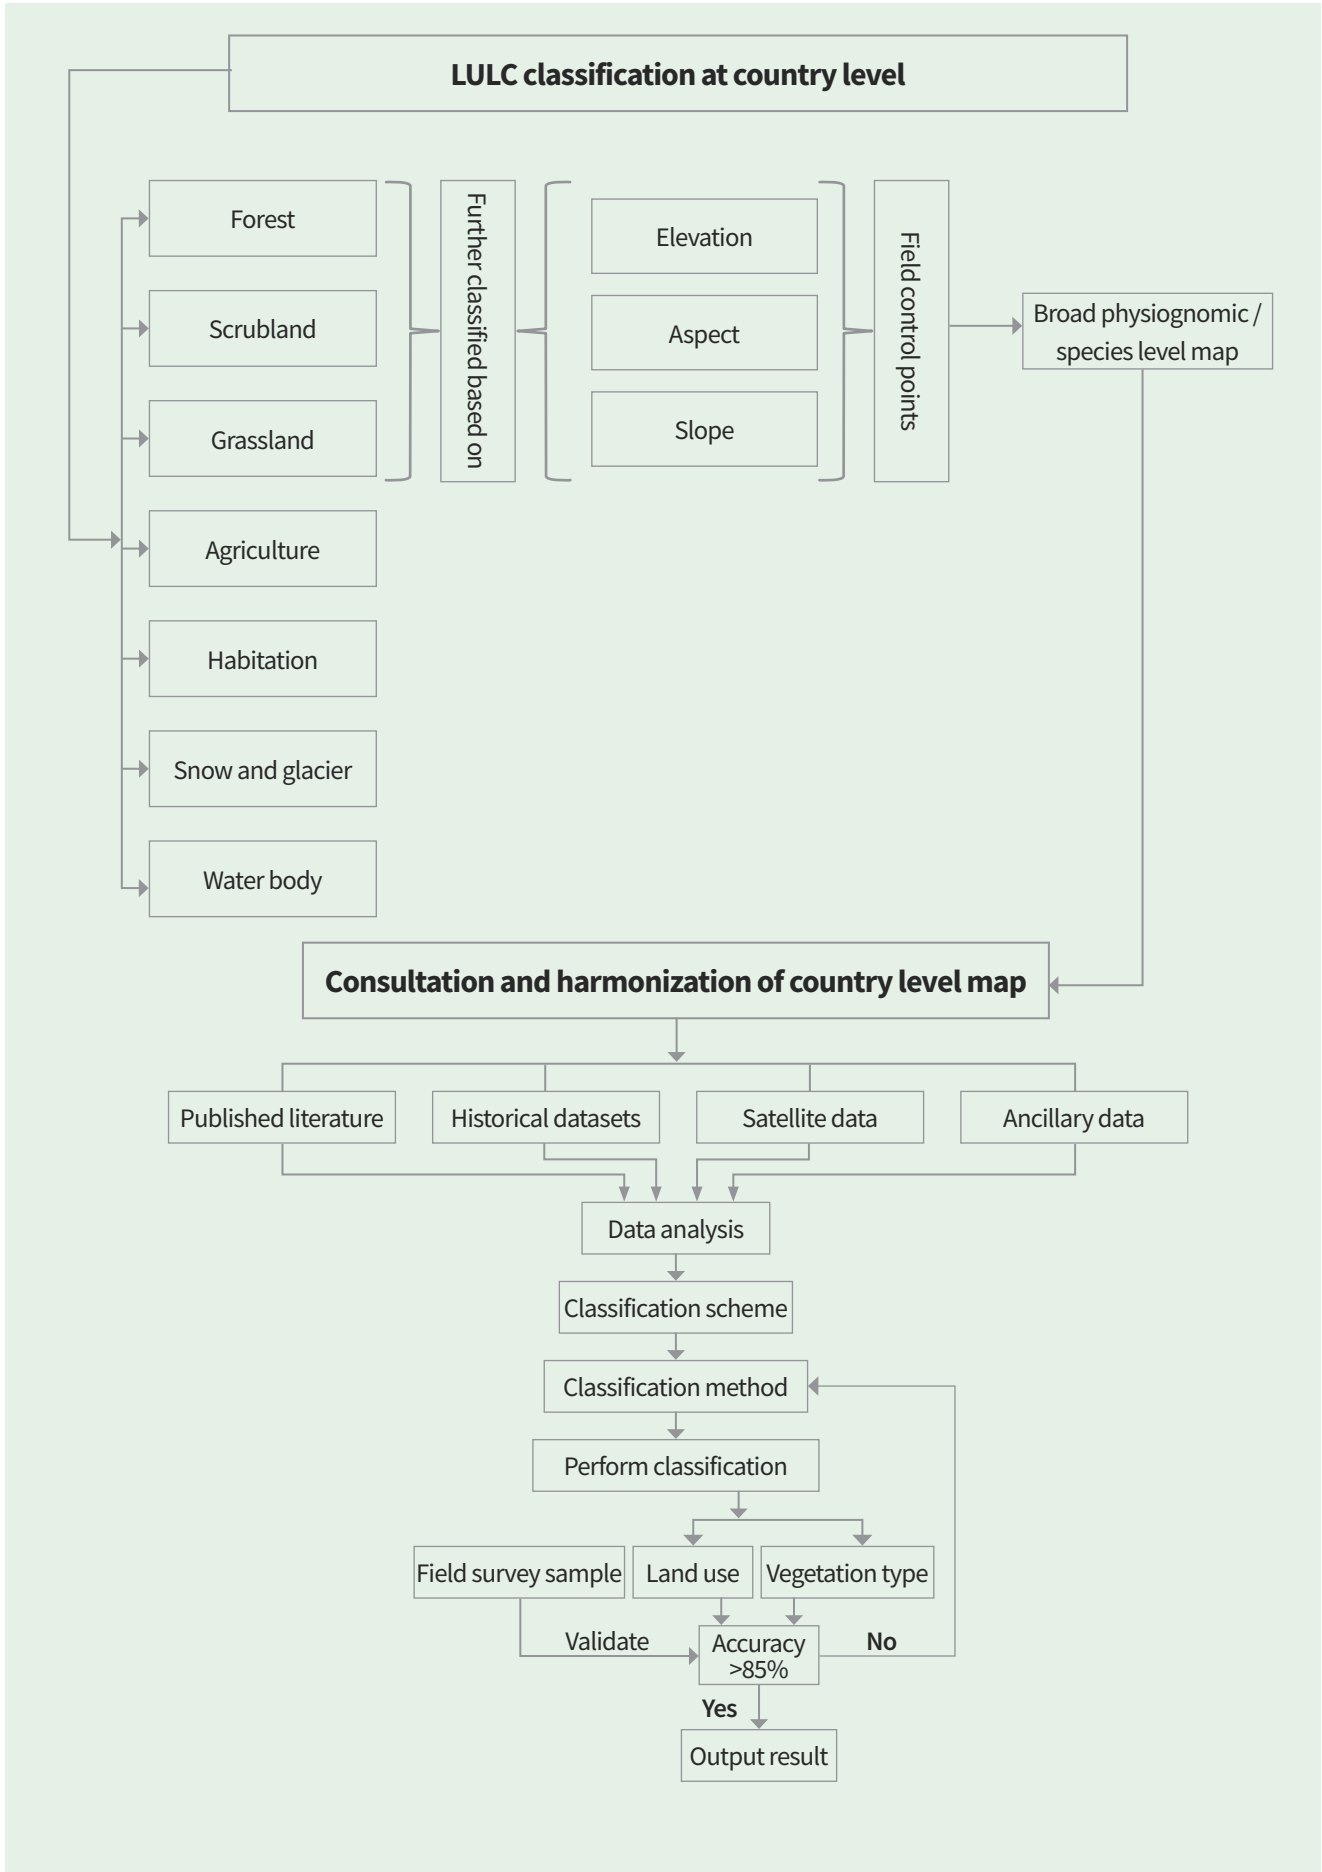 LULC classification at country level
Forest
Scrubland
Grassland
Agriculture
Habitation
Snow and glacier
Water body
Further classified based on
Elevation
Aspect
Slope
Field control points
Broad physiognomic /
species level map
Consultation and harmonization of country level map
Published literature
Historical datasets
Satellite data
Ancillary data
Data analysis
Classification scheme
Classification method
Perform classification
Field survey sample
Land use
Vegetation type
Validate
Accuracy
>85%
No
Yes
Output result